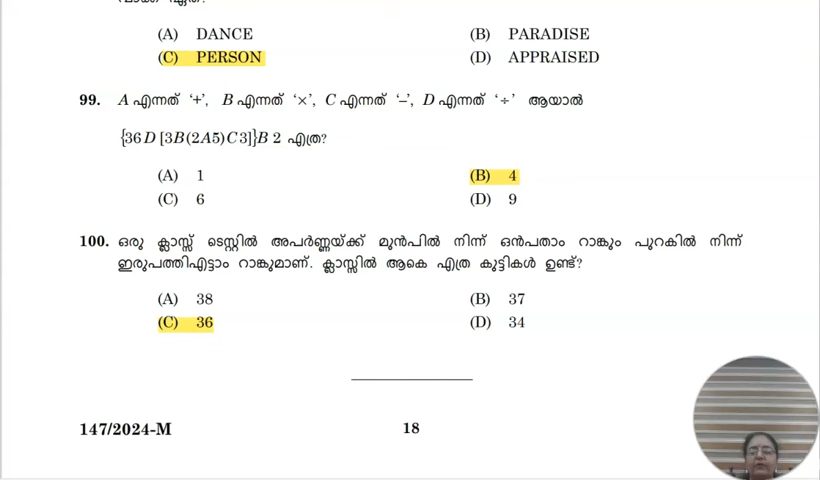 (A) DANCE (B) PARADISE
(C) PERSON (D) APPRAISED
99. A എന്നത് ‘+’, B എന്നത് ‘×’, C എന്നത് ‘–’, D എന്നത് ‘÷’ ആയാൽ
{36 D [3B(2A5)C3]}B 2 എത്ര?
(A) 1 (B) 4
(C) 6 (D) 9
100. ഒരു ക്ലാസ്സ് ടെസ്റ്റിൽ അപർണ്ണയ്ക്ക് മുൻപിൽ നിന്ന് ഒൻപതാം റാങ്കും പുറകിൽ നിന്ന്
ഇരുപത്തിഎട്ടാം റാങ്കുമാണ്. ക്ലാസ്സിൽ ആകെ എത്ര കുട്ടികൾ ഉണ്ട്?
(A) 38 (B) 37
(C) 36 (D) 34
147/2024-M 18